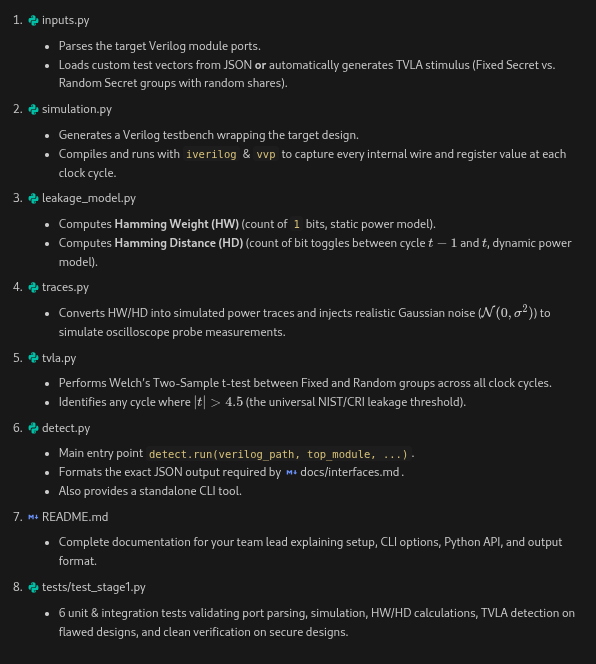 1. inputs.py
• Parses the target Verilog module ports.
• Loads custom test vectors from JSON or automatically generates TVLA stimulus (Fixed Secret vs.
Random Secret groups with random shares).
2. simulation.py
• Generates a Verilog testbench wrapping the target design.
• Compiles and runs with iverilog & vvp to capture every internal wire and register value at each
clock cycle.
3. leakage_model.py
• Computes Hamming Weight (HW) (count of 1 bits, static power model).
• Computes Hamming Distance (HD) (count of bit toggles between cycle t − 1 and t, dynamic power
model).
4. traces.py
• Converts HW/HD into simulated power traces and injects realistic Gaussian noise (𝒩(0, σ²)) to
simulate oscilloscope probe measurements.
5. tvla.py
• Performs Welch's Two-Sample t-test between Fixed and Random groups across all clock cycles.
• Identifies any cycle where |t| > 4.5 (the universal NIST/CRI leakage threshold).
6. detect.py
• Main entry point detect.run(verilog_path, top_module, ...).
• Formats the exact JSON output required by M↓ docs/interfaces.md.
• Also provides a standalone CLI tool.
7. M↓ README.md
• Complete documentation for your team lead explaining setup, CLI options, Python API, and output
format.
8. tests/test_stage1.py
• 6 unit & integration tests validating port parsing, simulation, HW/HD calculations, TVLA detection on
flawed designs, and clean verification on secure designs.